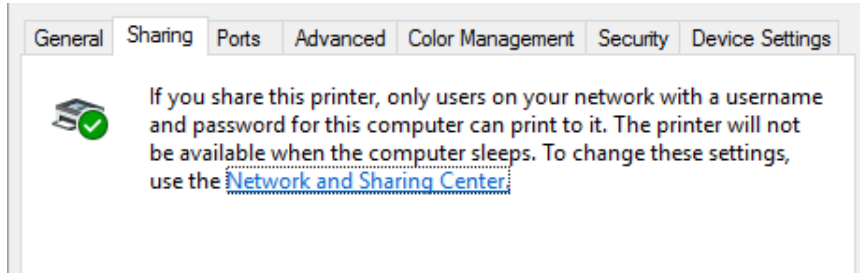 General Sharing Ports Advanced Color Management Security Device Settings
If you share this printer, only users on your network with a username
and password for this computer can print to it. The printer will not
be available when the computer sleeps. To change these settings,
use the Network and Sharing Center.